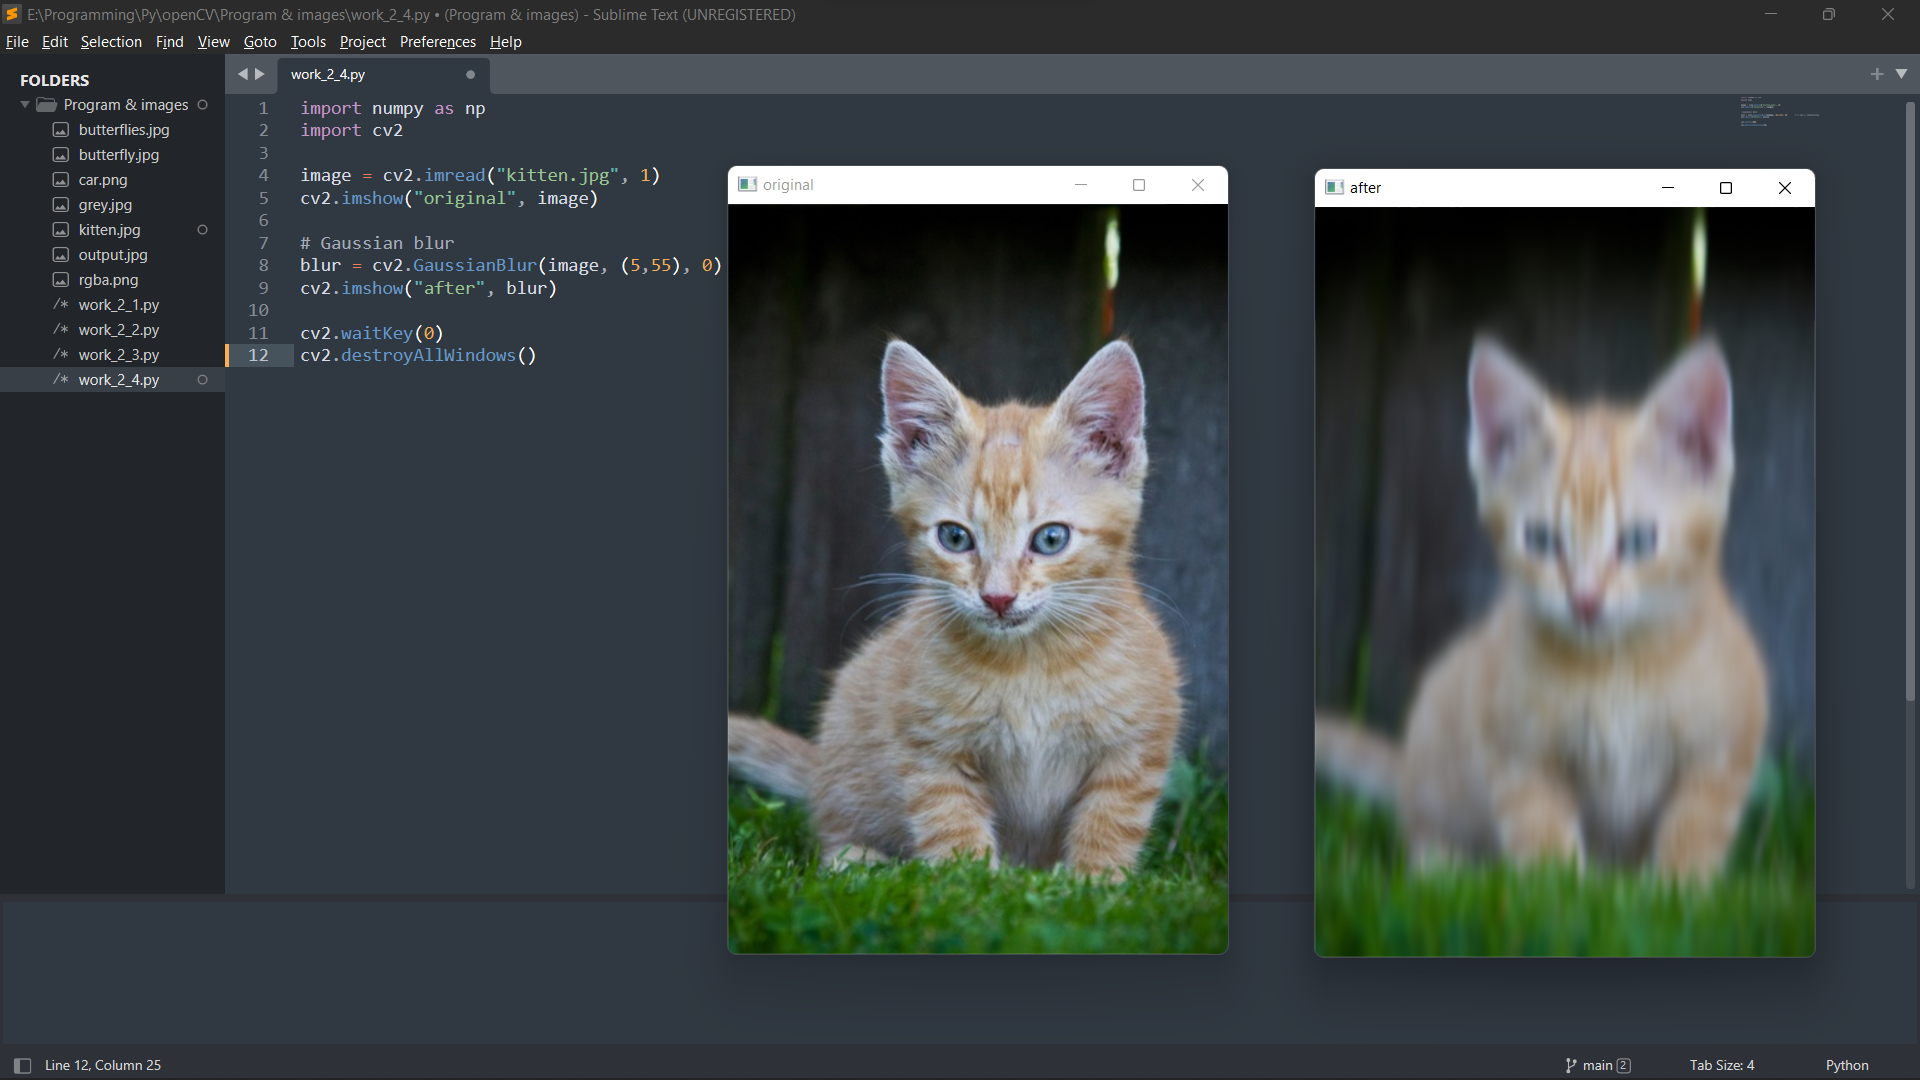 E:\Programming\Py\openCV\Program & images\work_2_4.py • (Program & images) - Sublime Text (UNREGISTERED)
File Edit Selection Find View Goto Tools Project Preferences Help
FOLDERS
Program & images
butterflies.jpg
butterfly.jpg
car.png
grey.jpg
kitten.jpg
output.jpg
rgba.png
/* work_2_1.py
/* work_2_2.py
/* work_2_3.py
/* work_2_4.py
work_2_4.py
1 import numpy as np
2 import cv2
3
4 image = cv2.imread("kitten.jpg", 1)
5 cv2.imshow("original", image)
6
7 # Gaussian blur
8 blur = cv2.GaussianBlur(image, (5,55), 0)
9 cv2.imshow("after", blur)
10
11 cv2.waitKey(0)
12 cv2.destroyAllWindows()
original
after
Line 12, Column 25
main 2
Tab Size: 4
Python